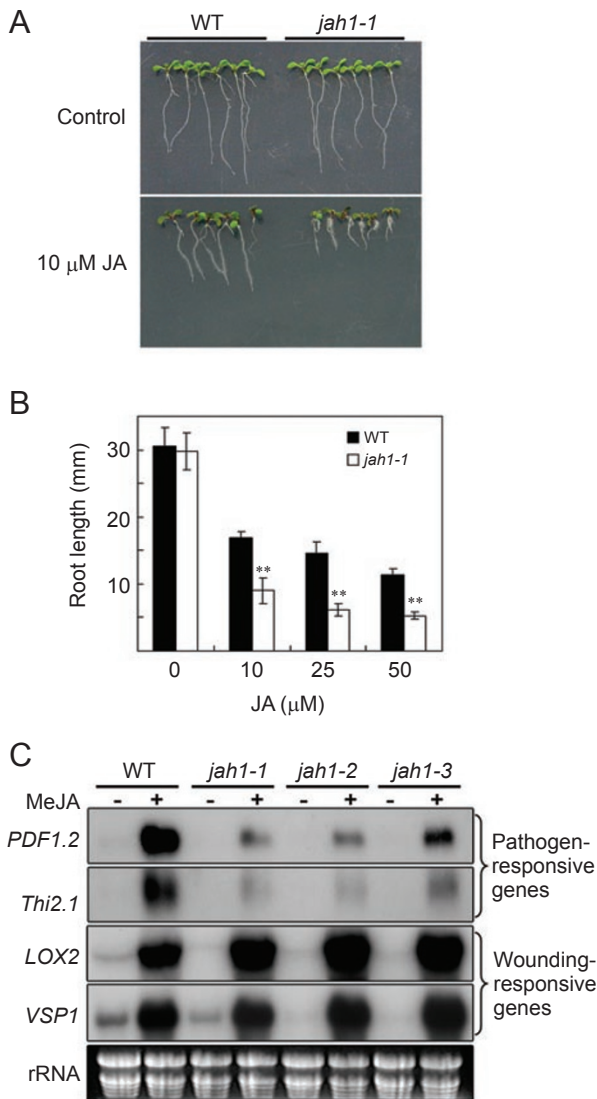 A
WT jah1-1
Control
10 μM JA
B
Root length (mm)
30
20
10
WT
jah1-1
**
**
**
0 10 25 50
JA (μM)
C
WT jah1-1 jah1-2 jah1-3
MeJA - + - + - + - +
PDF1.2
Thi2.1
Pathogen-
responsive
genes
LOX2
VSP1
Wounding-
responsive
genes
rRNA